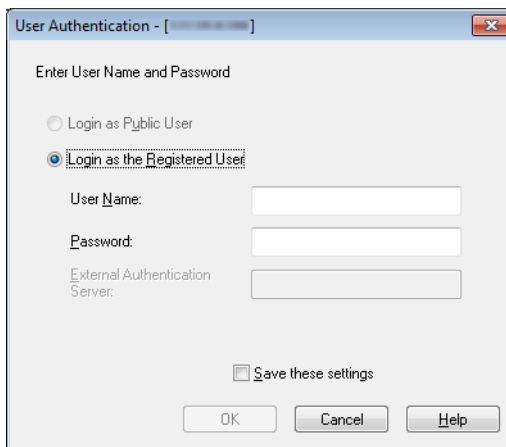 User Authentication - [ ]
Enter User Name and Password
Login as Public User
Login as the Registered User
User Name:
Password:
External Authentication
Server:
Save these settings
OK Cancel Help